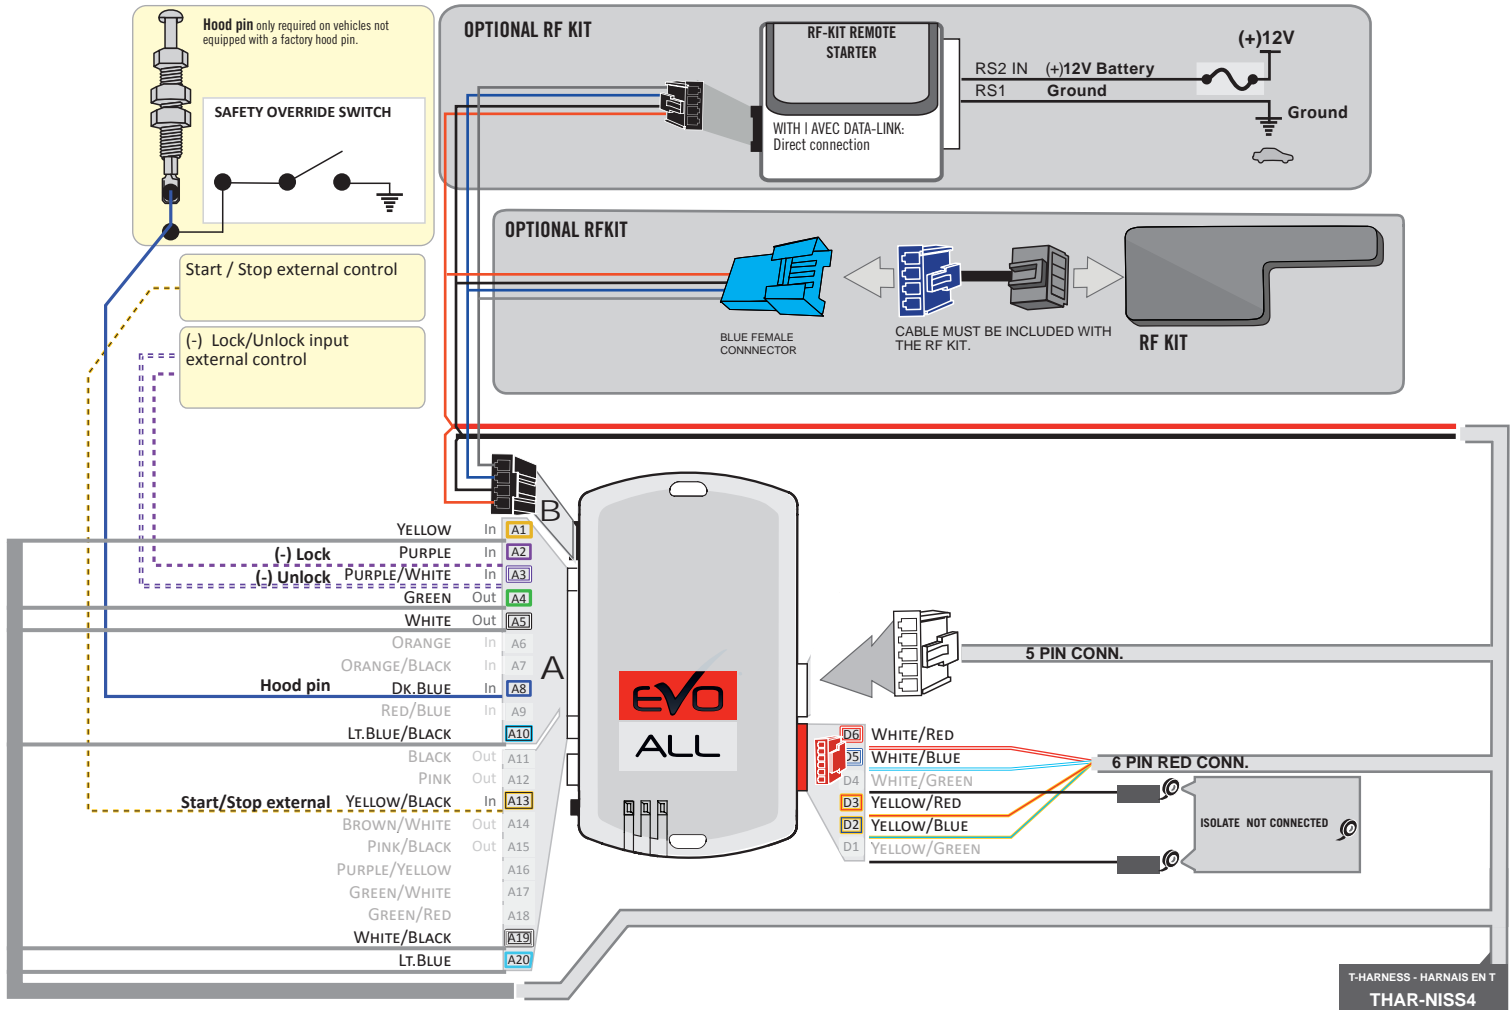 Hood pin only required on vehicles not
equipped with a factory hood pin.
SAFETY OVERRIDE SWITCH
OPTIONAL RF KIT
RF-KIT REMOTE
STARTER
WITH | AVEC DATA-LINK:
Direct connection
RS2 IN (+)12V Battery
RS1 Ground
(+)12V
Ground
Start / Stop external control
(-) Lock/Unlock input
external control
OPTIONAL RFKIT
BLUE FEMALE
CONNNECTOR
CABLE MUST BE INCLUDED WITH
THE RF KIT.
RF KIT
B
A
YELLOW In A1
(-) Lock PURPLE In A2
(-) Unlock PURPLE/WHITE In A3
GREEN Out A4
WHITE Out A5
ORANGE In A6
ORANGE/BLACK In A7
Hood pin DK.BLUE In A8
RED/BLUE In A9
LT.BLUE/BLACK A10
BLACK Out A11
PINK Out A12
Start/Stop external YELLOW/BLACK In A13
BROWN/WHITE Out A14
PINK/BLACK Out A15
PURPLE/YELLOW A16
GREEN/WHITE A17
GREEN/RED A18
WHITE/BLACK A19
LT.BLUE A20
EVO
ALL
5 PIN CONN.
D6 WHITE/RED
D5 WHITE/BLUE
D4 WHITE/GREEN
D3 YELLOW/RED
D2 YELLOW/BLUE
D1 YELLOW/GREEN
6 PIN RED CONN.
ISOLATE NOT CONNECTED
T-HARNESS - HARNAIS EN T
THAR-NISS4